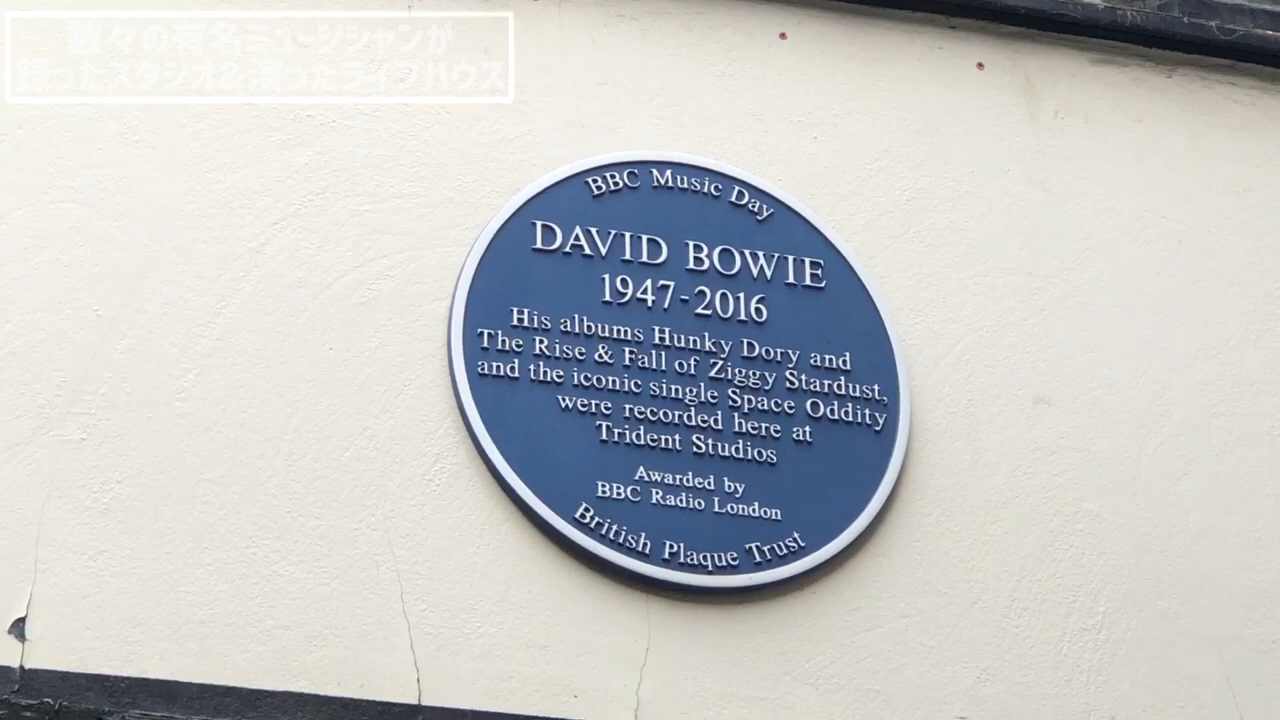 数々の有名ミュージシャンが
録ったスタジオ&演ったライブハウス
BBC Music Day
DAVID BOWIE
1947-2016
His albums Hunky Dory and
The Rise & Fall of Ziggy Stardust,
and the iconic single Space Oddity
were recorded here at
Trident Studios
Awarded by
BBC Radio London
British Plaque Trust